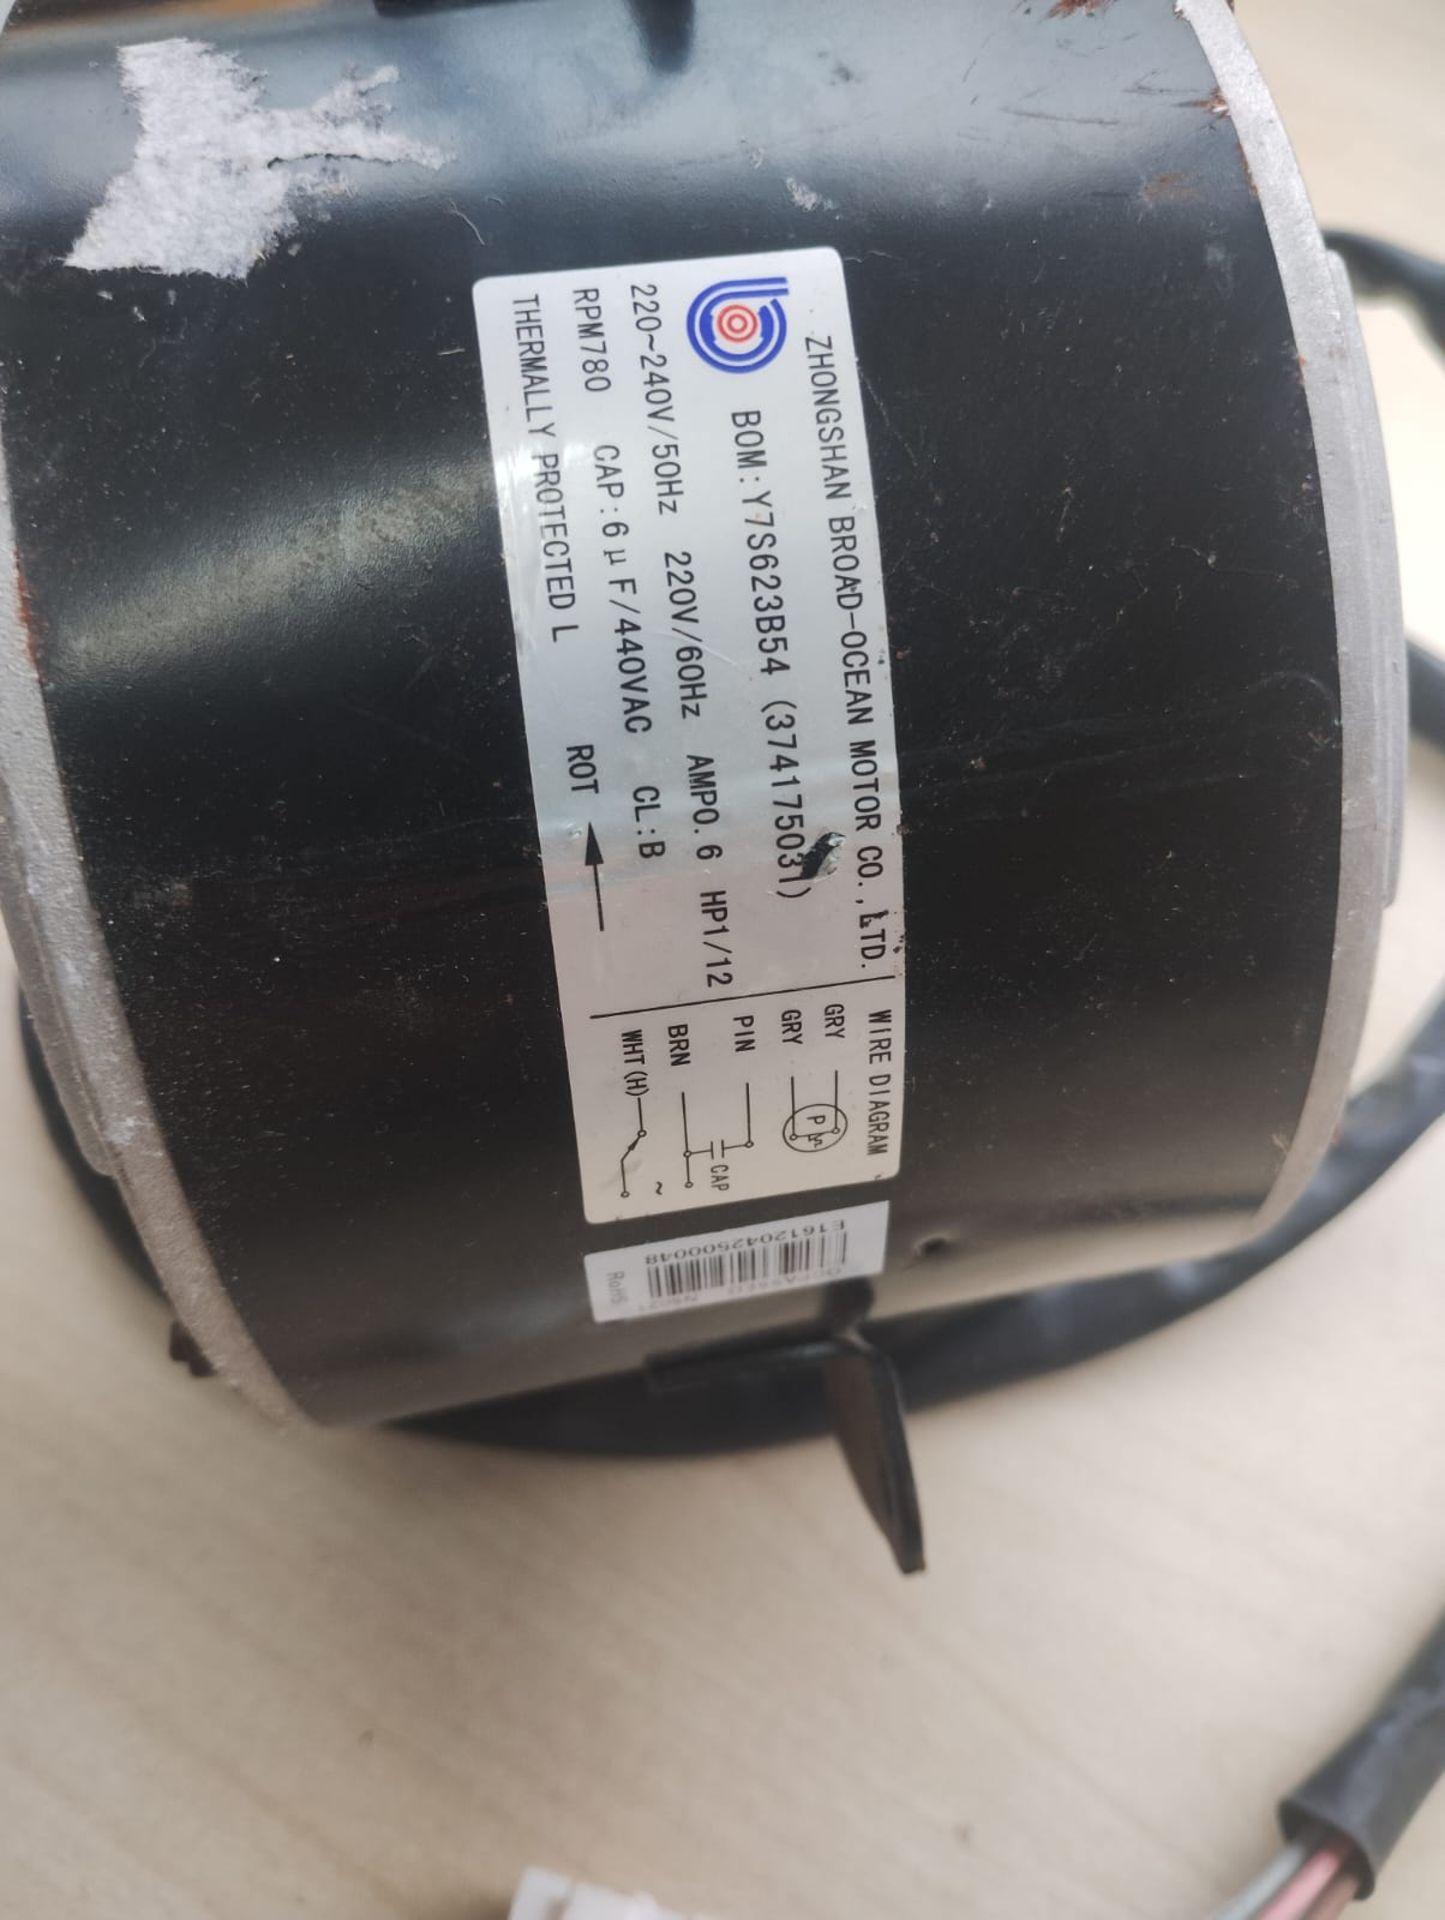 ZHONGSHAN BROAD-OCEAN MOTOR CO., LTD.
BOM:Y7S623B54 (374175031)
220~240V/50Hz 220V/60Hz AMP0.6 HP1/12
RPM780 CAP:6μF/440VAC CL:B
THERMALLY PROTECTED L ROT
WIRE DIAGRAM
GRY
GRY
P
PIN
CAP
BRN
~
WHT(H)
E16120425000048
RoHS